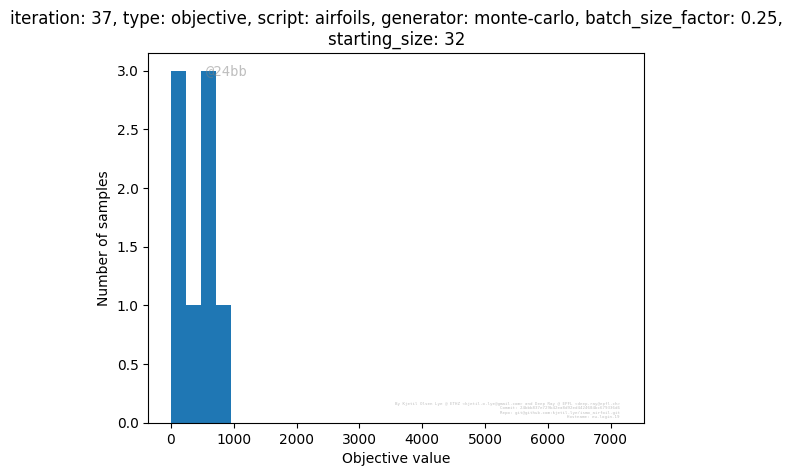 iteration: 37, type: objective, script: airfoils, generator: monte-carlo, batch_size_factor: 0.25,
starting_size: 32
@24bb
3.0
2.5
2.0
1.5
1.0
0.5
0.0
Number of samples
0 1000 2000 3000 4000 5000 6000 7000
Objective value